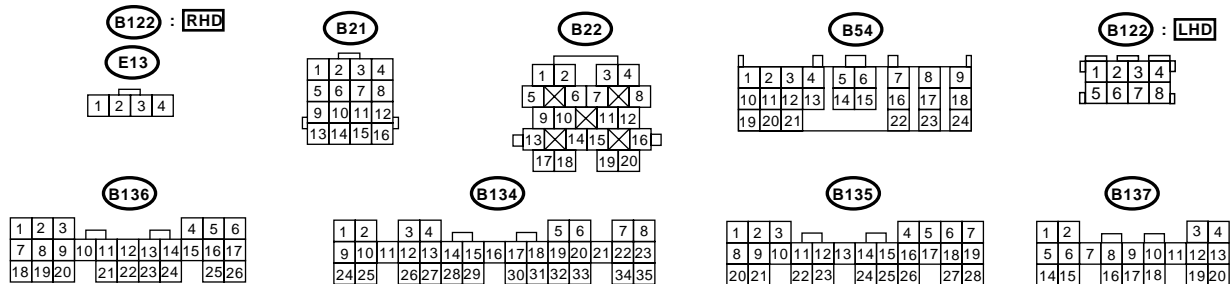 B122 : RHD
E13
1 2 3 4
B21
1 2 3 4
5 6 7 8
9 10 11 12
13 14 15 16
B22
1 2 3 4
5 6 7 8
9 10 11 12
13 14 15 16
17 18 19 20
B54
1 2 3 4 5 6 7 8 9
10 11 12 13 14 15 16 17 18
19 20 21 22 23 24
B122 : LHD
1 2 3 4
5 6 7 8
B136
1 2 3 4 5 6
7 8 9 10 11 12 13 14 15 16 17
18 19 20 21 22 23 24 25 26
B134
1 2 3 4 5 6 7 8
9 10 11 12 13 14 15 16 17 18 19 20 21 22 23
24 25 26 27 28 29 30 31 32 33 34 35
B135
1 2 3 4 5 6 7
8 9 10 11 12 13 14 15 16 17 18 19
20 21 22 23 24 25 26 27 28
B137
1 2 3 4
5 6 7 8 9 10 11 12 13
14 15 16 17 18 19 20